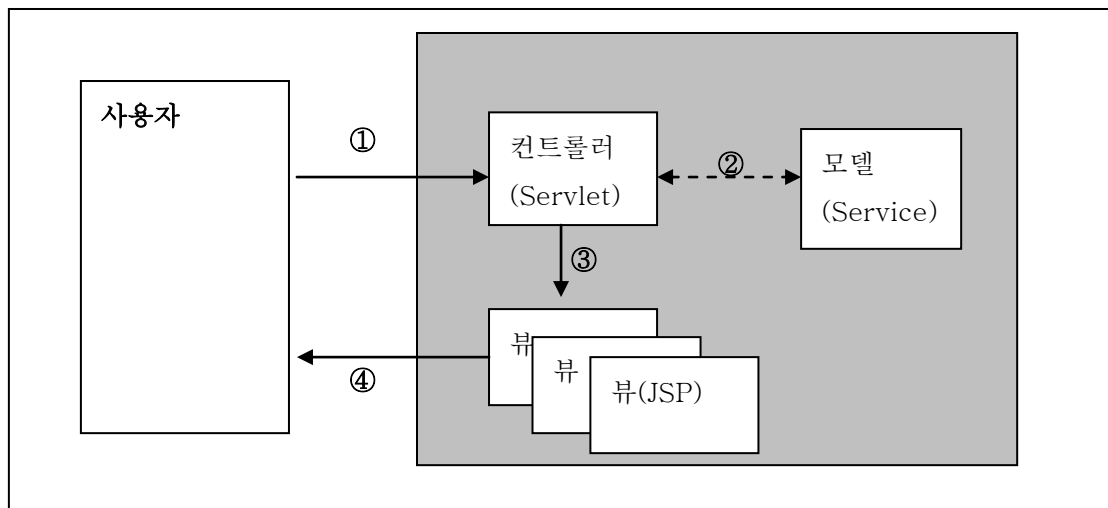 사용자
①
컨트롤러
(Servlet)
②
모델
(Service)
③
뷰
뷰
뷰(JSP)
④